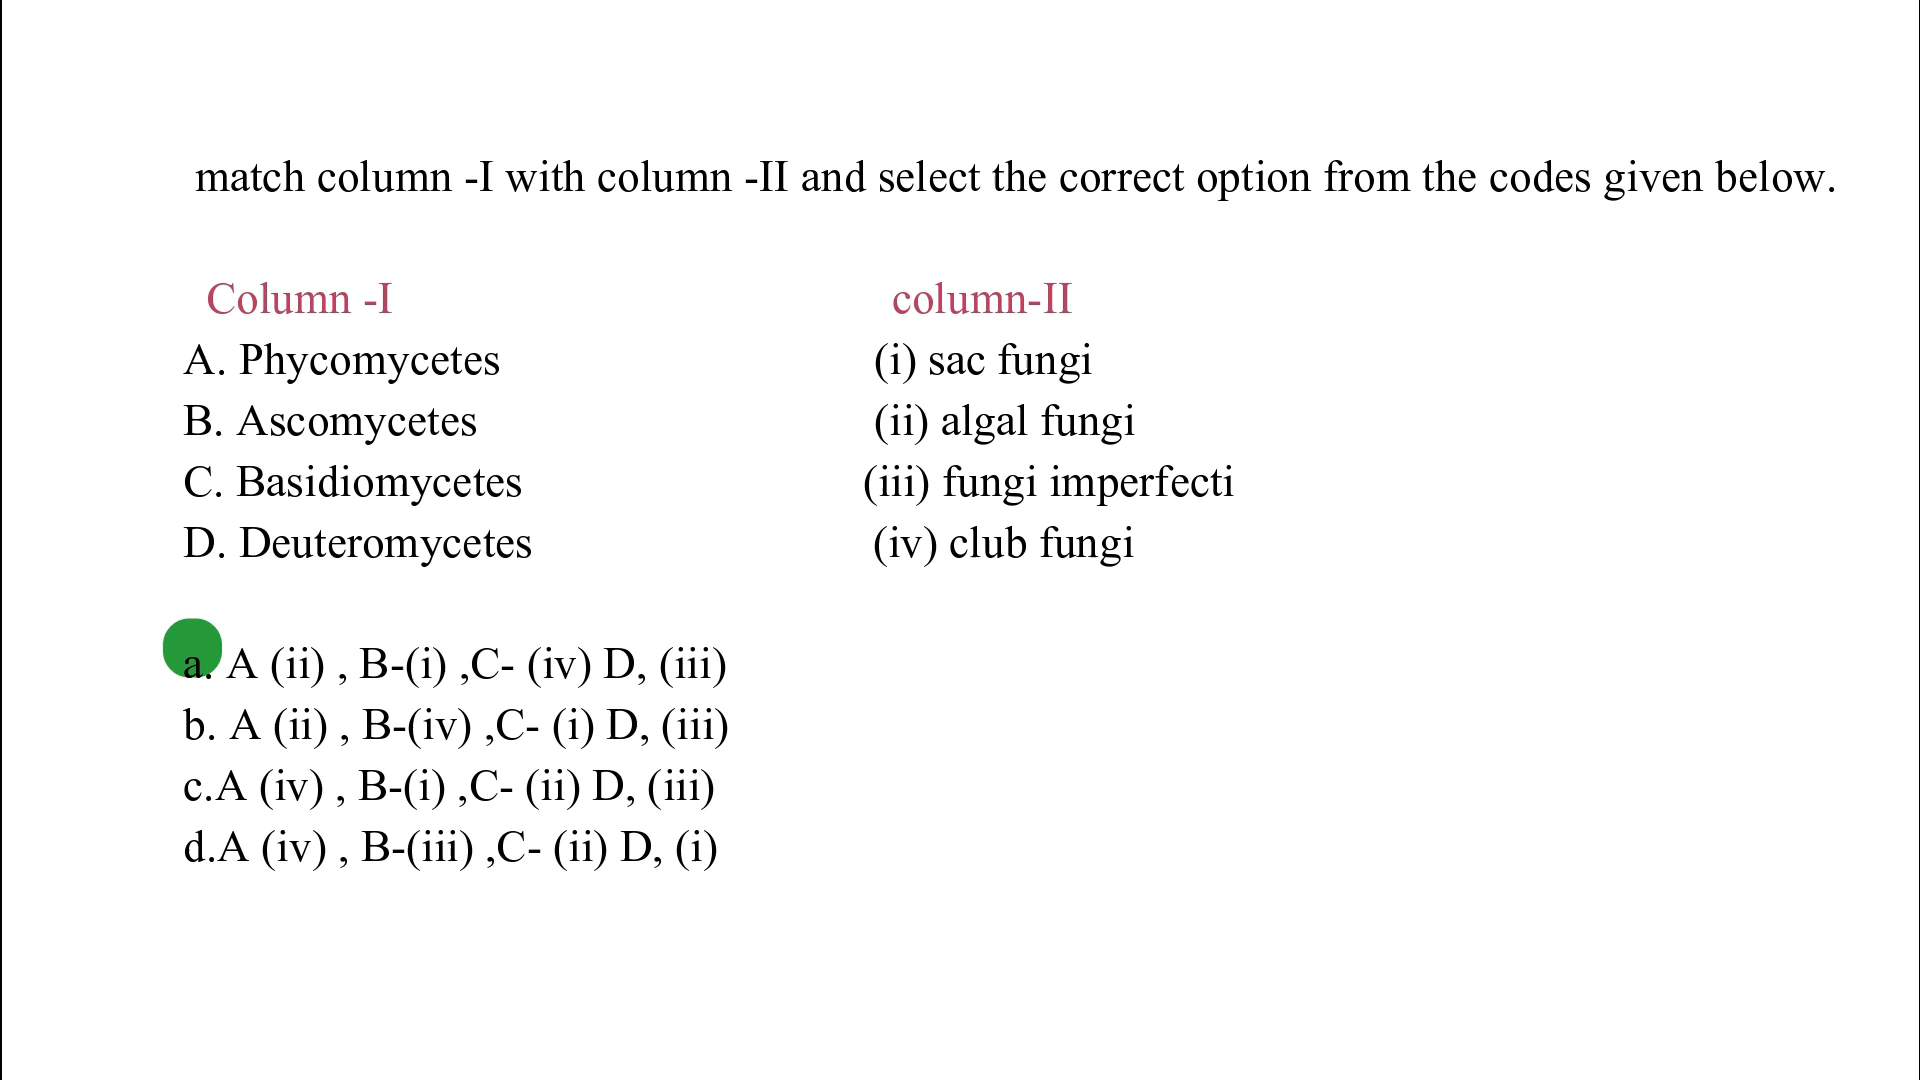 match column -I with column -II and select the correct option from the codes given below.
Column -I column-II
A. Phycomycetes (i) sac fungi
B. Ascomycetes (ii) algal fungi
C. Basidiomycetes (iii) fungi imperfecti
D. Deuteromycetes (iv) club fungi
a. A (ii) , B-(i) ,C- (iv) D, (iii)
b. A (ii) , B-(iv) ,C- (i) D, (iii)
c.A (iv) , B-(i) ,C- (ii) D, (iii)
d.A (iv) , B-(iii) ,C- (ii) D, (i)